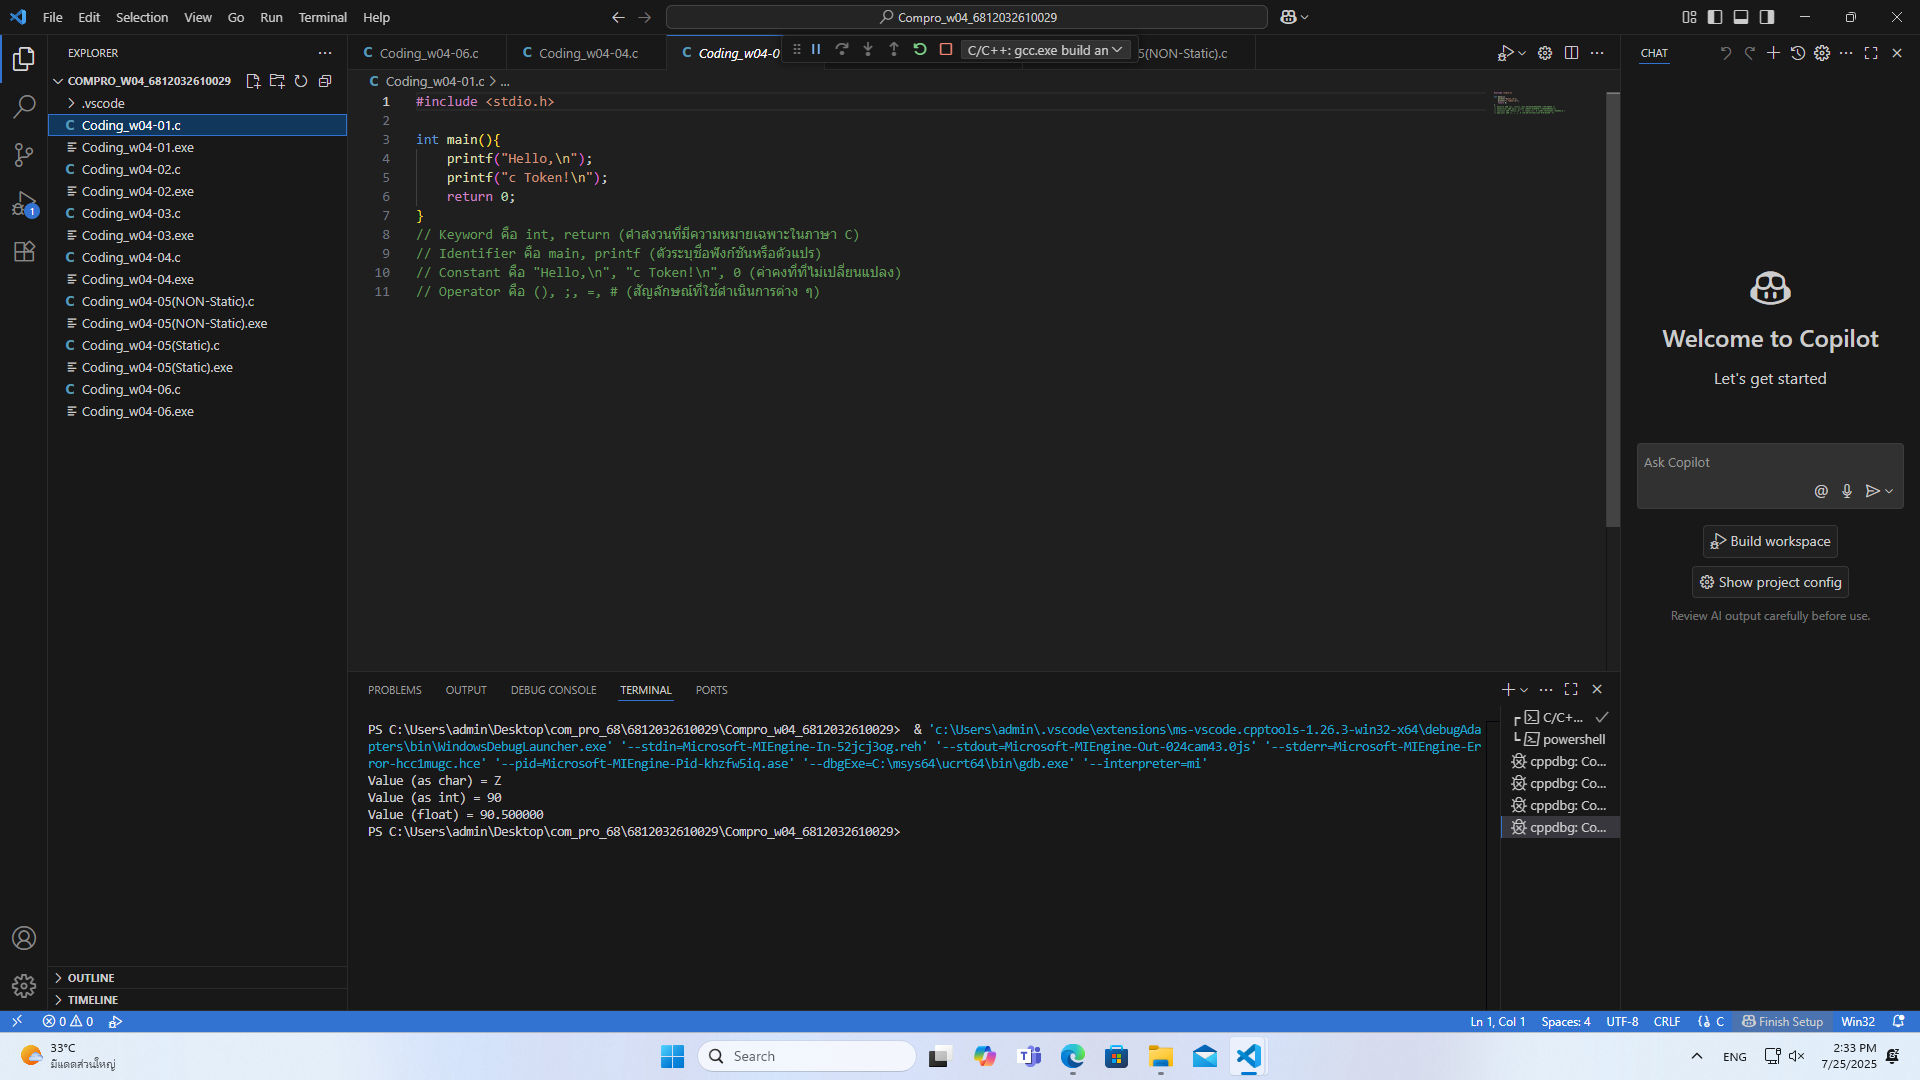 File Edit Selection View Go Run Terminal Help
Compro_w04_6812032610029
EXPLORER
COMPRO_W04_6812032610029
.vscode
Coding_w04-01.c
Coding_w04-01.exe
Coding_w04-02.c
Coding_w04-02.exe
Coding_w04-03.c
Coding_w04-03.exe
Coding_w04-04.c
Coding_w04-04.exe
Coding_w04-05(NON-Static).c
Coding_w04-05(NON-Static).exe
Coding_w04-05(Static).c
Coding_w04-05(Static).exe
Coding_w04-06.c
Coding_w04-06.exe
OUTLINE
TIMELINE
Coding_w04-06.c Coding_w04-04.c Coding_w04-0 C/C++: gcc.exe build an 5(NON-Static).c
Coding_w04-01.c > ...
1 #include <stdio.h>
2
3 int main(){
4 printf("Hello,\n");
5 printf("c Token!\n");
6 return 0;
7 }
8 // Keyword คือ int, return (คำสงวนที่มีความหมายเฉพาะในภาษา C)
9 // Identifier คือ main, printf (ตัวระบุชื่อฟังก์ชันหรือตัวแปร)
10 // Constant คือ "Hello,\n", "c Token!\n", 0 (ค่าคงที่ที่ไม่เปลี่ยนแปลง)
11 // Operator คือ (), ;, =, # (สัญลักษณ์ที่ใช้ดำเนินการต่าง ๆ)
PROBLEMS OUTPUT DEBUG CONSOLE TERMINAL PORTS
PS C:\Users\admin\Desktop\com_pro_68\6812032610029\Compro_w04_6812032610029> & 'c:\Users\admin\.vscode\extensions\ms-vscode.cpptools-1.26.3-win32-x64\debugAda
pters\bin\WindowsDebugLauncher.exe' '--stdin=Microsoft-MIEngine-In-52jcj3og.reh' '--stdout=Microsoft-MIEngine-Out-024cam43.0js' '--stderr=Microsoft-MIEngine-Er
ror-hcc1mugc.hce' '--pid=Microsoft-MIEngine-Pid-khzfw5iq.ase' '--dbgExe=C:\msys64\ucrt64\bin\gdb.exe' '--interpreter=mi'
Value (as char) = Z
Value (as int) = 90
Value (float) = 90.500000
PS C:\Users\admin\Desktop\com_pro_68\6812032610029\Compro_w04_6812032610029>
C/C+...
powershell
cppdbg: Co...
cppdbg: Co...
cppdbg: Co...
cppdbg: Co...
CHAT
Welcome to Copilot
Let's get started
Ask Copilot
Build workspace
Show project config
Review AI output carefully before use.
0 0 Ln 1, Col 1 Spaces: 4 UTF-8 CRLF C Finish Setup Win32
1
33°C
มีแดดส่วนใหญ่
Search
ENG
2:33 PM
7/25/2025